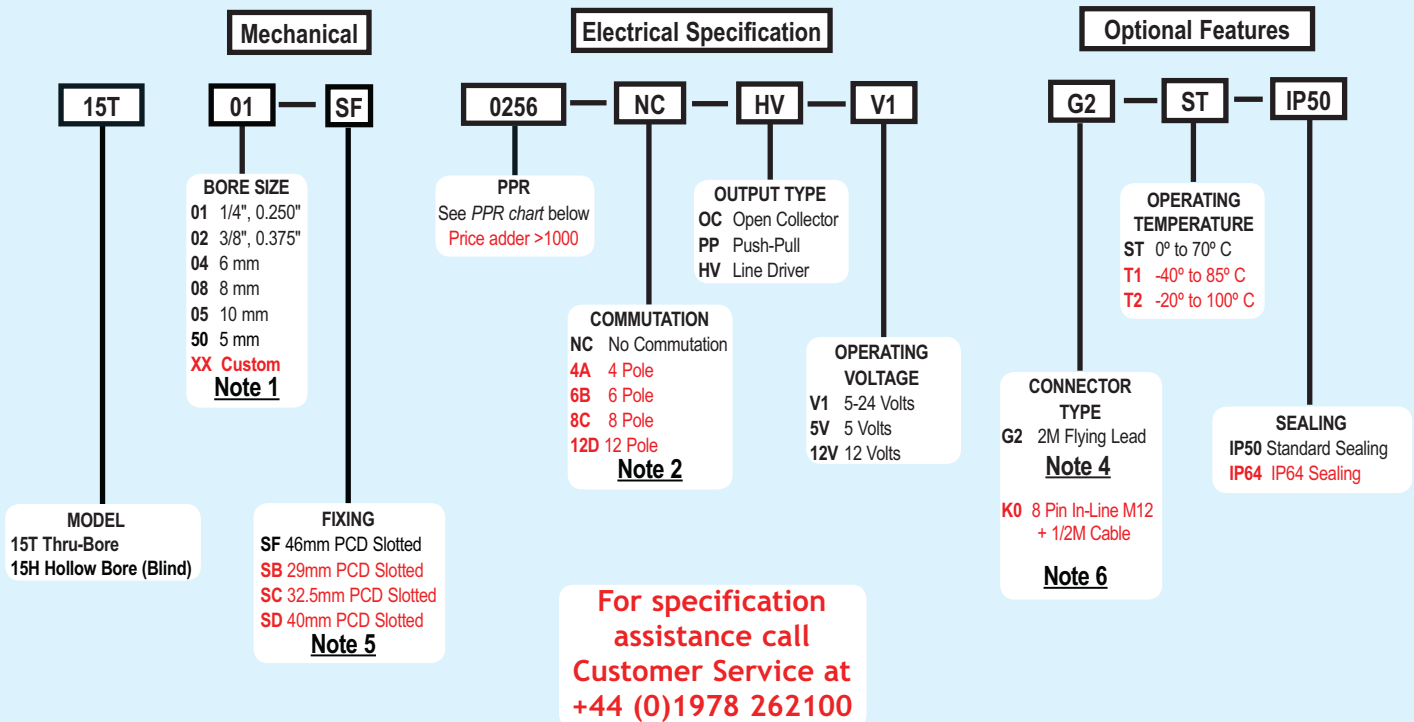 Mechanical
Electrical Specification
Optional Features
15T
01
SF
0256
NC
HV
V1
G2
ST
IP50
BORE SIZE
01 1/4", 0.250"
02 3/8", 0.375"
04 6 mm
08 8 mm
05 10 mm
50 5 mm
XX Custom
Note 1
PPR
See PPR chart below
Price adder >1000
OUTPUT TYPE
OC Open Collector
PP Push-Pull
HV Line Driver
OPERATING
TEMPERATURE
ST 0º to 70º C
T1 -40º to 85º C
T2 -20º to 100º C
COMMUTATION
NC No Commutation
4A 4 Pole
6B 6 Pole
8C 8 Pole
12D 12 Pole
Note 2
OPERATING
VOLTAGE
V1 5-24 Volts
5V 5 Volts
12V 12 Volts
CONNECTOR
TYPE
G2 2M Flying Lead
Note 4
K0 8 Pin In-Line M12
+ 1/2M Cable
Note 6
SEALING
IP50 Standard Sealing
IP64 IP64 Sealing
MODEL
15T Thru-Bore
15H Hollow Bore (Blind)
FIXING
SF 46mm PCD Slotted
SB 29mm PCD Slotted
SC 32.5mm PCD Slotted
SD 40mm PCD Slotted
Note 5
For specification
assistance call
Customer Service at
+44 (0)1978 262100